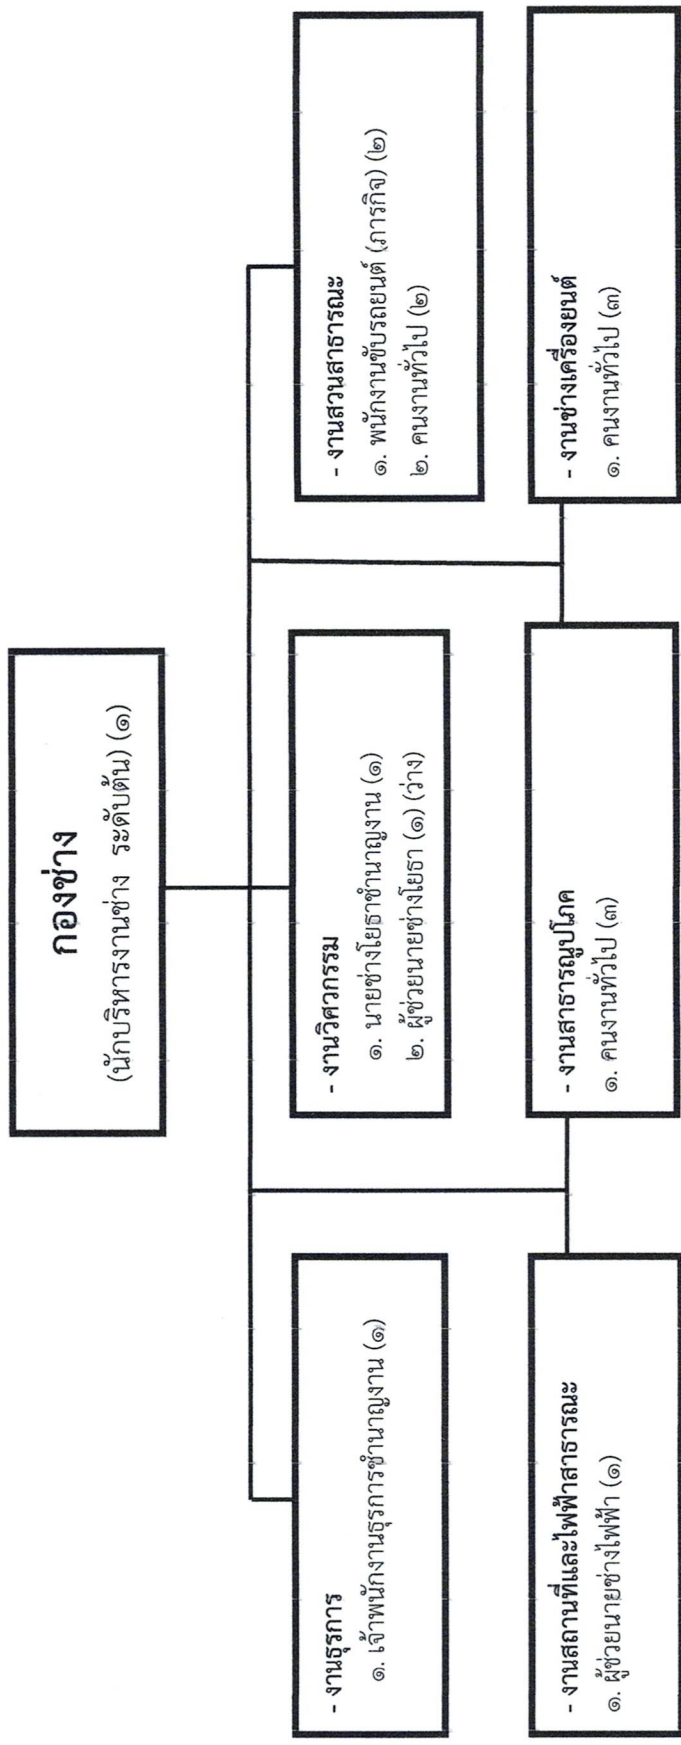 กองช่าง
(นักบริหารงานช่าง ระดับต้น) (๑)
- งานธุรการ
๑. เจ้าพนักงานธุรการชำนาญงาน (๑)
- งานวิศวกรรม
๑. นายช่างโยธาชำนาญงาน (๑)
๒. ผู้ช่วยนายช่างโยธา (๑) (ว่าง)
- งานสวนสาธารณะ
๑. พนักงานขับรถยนต์ (ภารกิจ) (๒)
๒. คนงานทั่วไป (๒)
- งานสถานที่และไฟฟ้าสาธารณะ
๑. ผู้ช่วยนายช่างไฟฟ้า (๑)
- งานสาธารณูปโภค
๑. คนงานทั่วไป (๓)
- งานช่างเครื่องยนต์
๑. คนงานทั่วไป (๓)